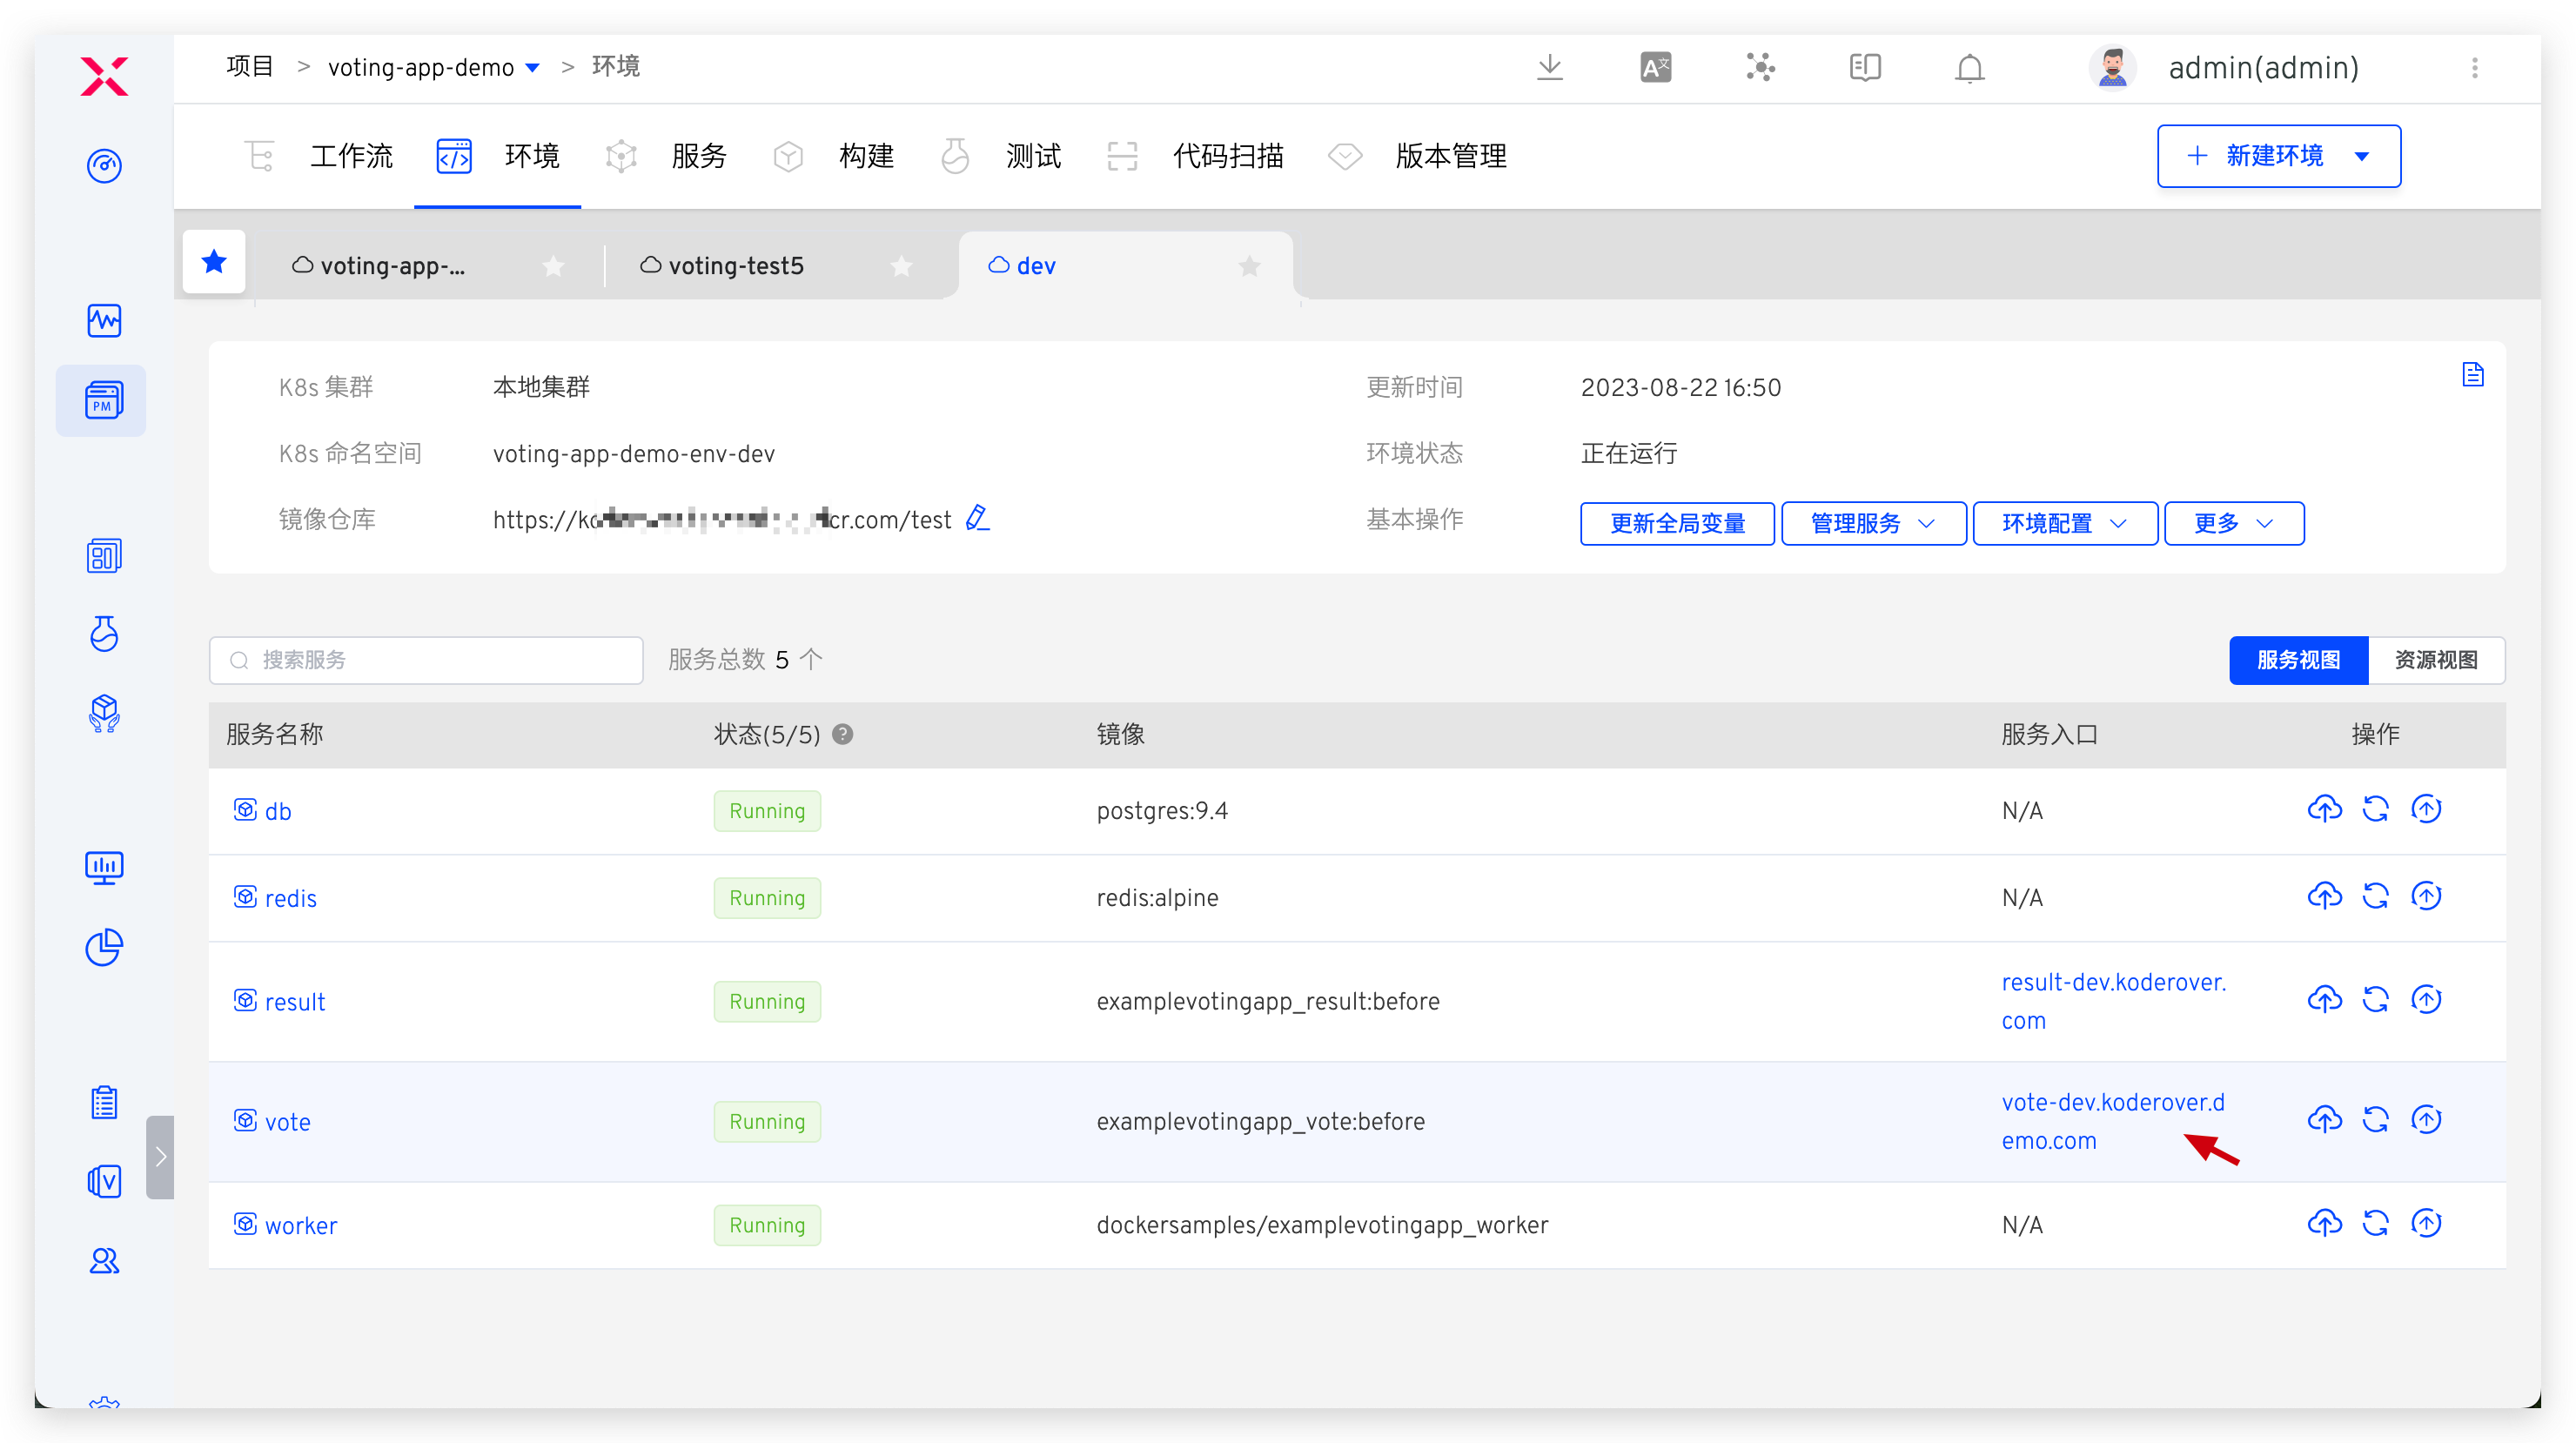 项目 > voting-app-demo > 环境
admin(admin)
工作流 环境 服务 构建 测试 代码扫描 版本管理
+ 新建环境
voting-app-... voting-test5 dev
K8s 集群 本地集群 更新时间 2023-08-22 16:50
K8s 命名空间 voting-app-demo-env-dev 环境状态 正在运行
镜像仓库 https://k cr.com/test 基本操作 更新全局变量 管理服务 环境配置 更多
搜索服务 服务总数 5 个 服务视图 资源视图
服务名称 状态(5/5) ? 镜像 服务入口 操作
db Running postgres:9.4 N/A
redis Running redis:alpine N/A
result Running examplevotingapp_result:before result-dev.koderover.
com
vote Running examplevotingapp_vote:before vote-dev.koderover.d
emo.com
worker Running dockersamples/examplevotingapp_worker N/A
PM
V